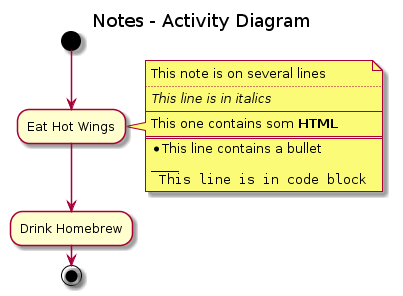 Notes - Activity Diagram
This note is on several lines
This line is in italics
Eat Hot Wings
This one contains som HTML
•This line contains a bullet
This line is in code block
Drink Homebrew